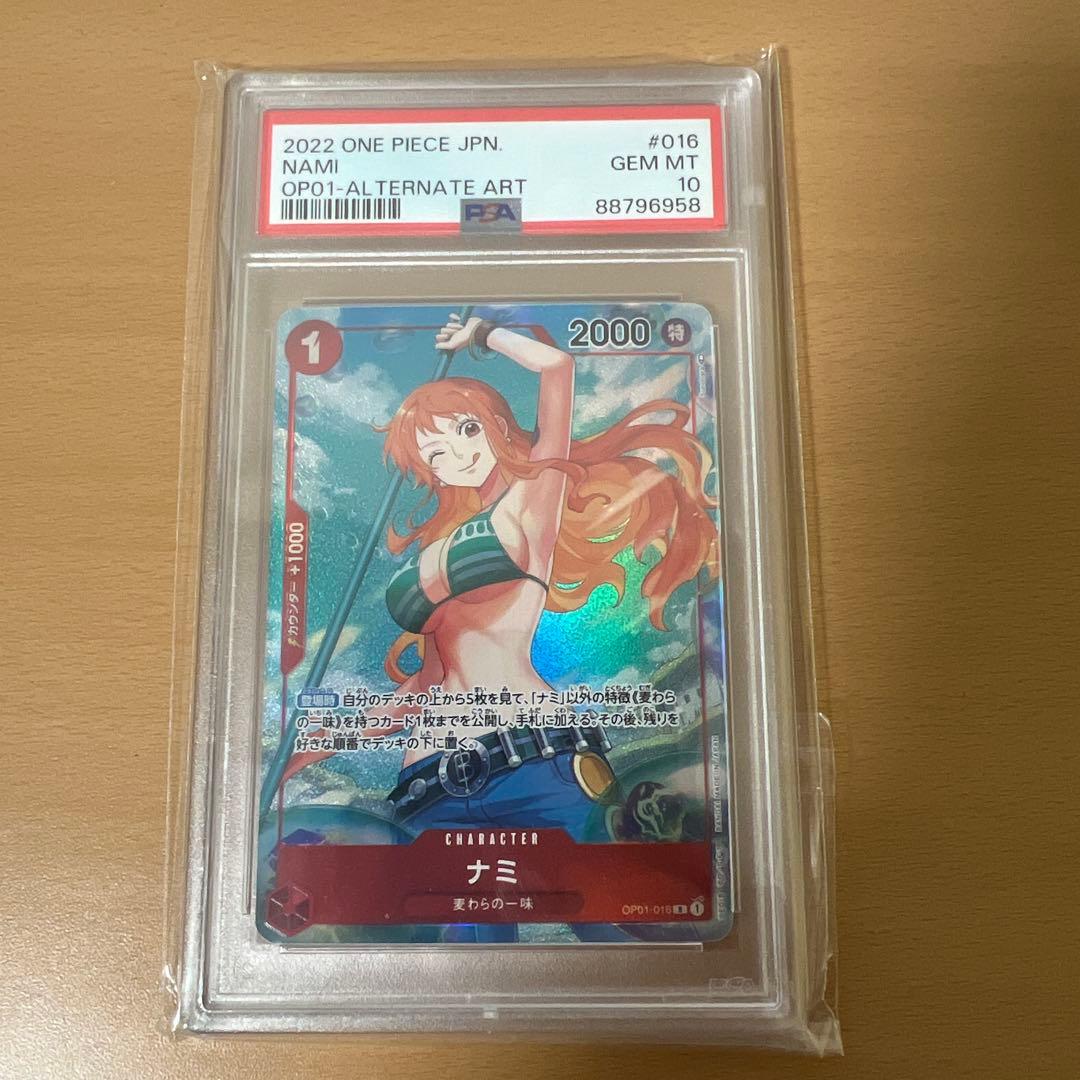 2022 ONE PIECE JPN. #016
NAMI GEM MT
OP01-ALTERNATE ART 10
PSA 88796958
1
2000 特
カウンター +1000
登場時 自分のデッキの上から5枚を見て、「ナミ」以外の特徴《麦わら
の一味》を持つカード1枚までを公開し、手札に加える。その後、残りを
好きな順番でデッキの下に置く。
CHARACTER
ナミ
麦わらの一味
OP01-016 R 1